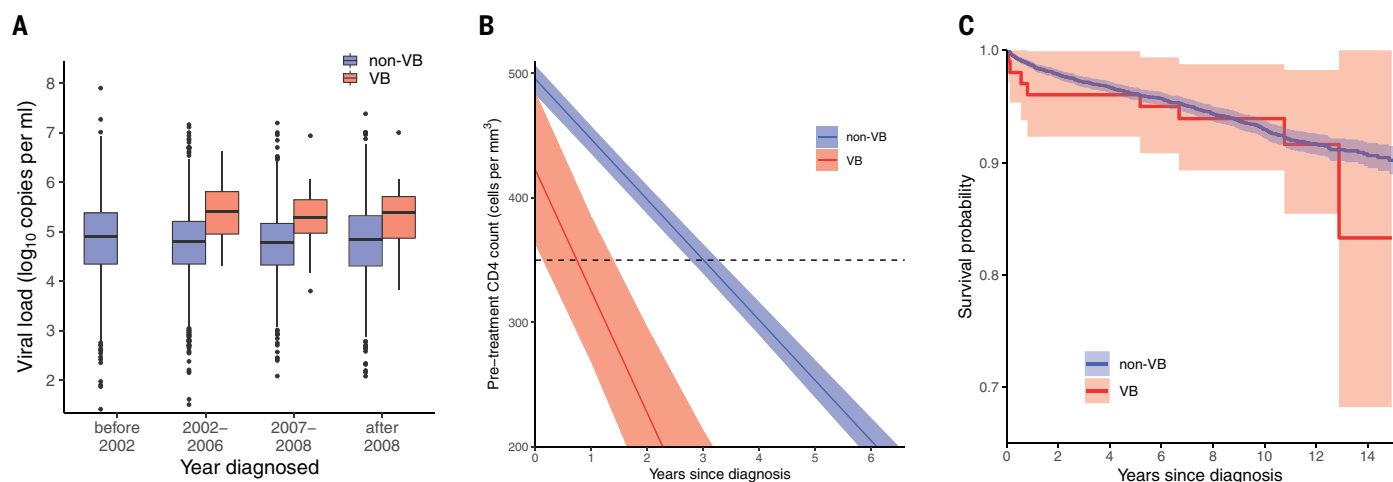 A
non-VB
VB
Viral load (log₁₀ copies per ml)
8
7
6
5
4
3
2
before 2002
2002– 2006
2007– 2008
after 2008
Year diagnosed
B
Pre−treatment CD4 count (cells per mm³)
500
400
300
200
non-VB
VB
0 1 2 3 4 5 6
Years since diagnosis
C
Survival probability
1.0
0.9
0.8
0.7
non-VB
VB
0 2 4 6 8 10 12 14
Years since diagnosis